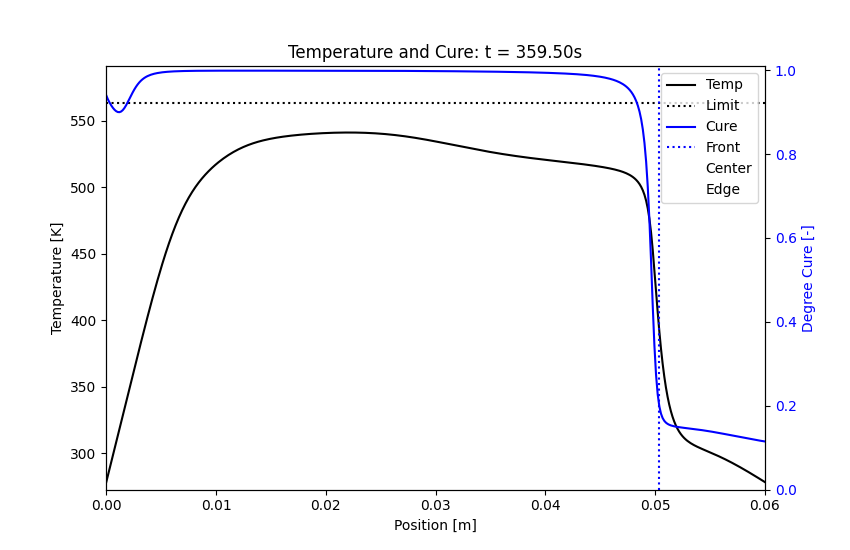 Temperature and Cure: t = 359.50s
Temperature [K]
550
500
450
400
350
300
0.00
0.01
0.02
0.03
0.04
0.05
0.06
Position [m]
Temp
Limit
Cure
Front
Center
Edge
1.0
0.8
0.6
0.4
0.2
0.0
Degree Cure [-]